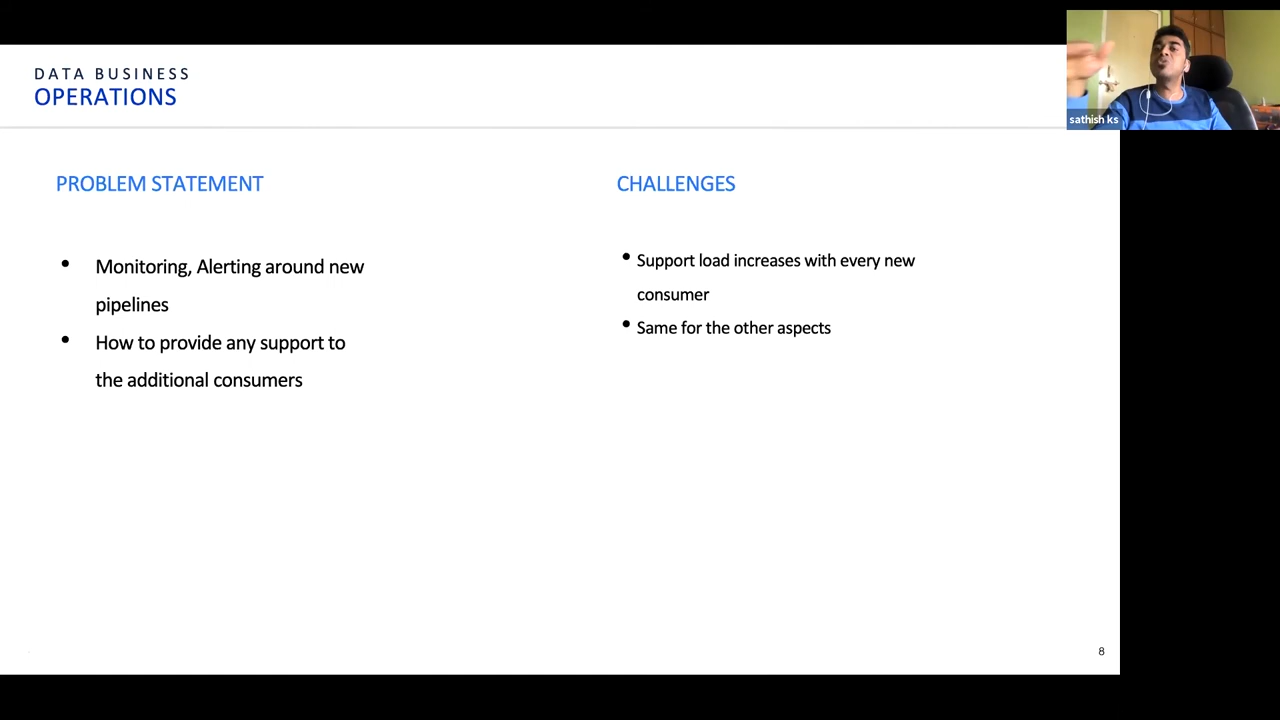 DATA BUSINESS
OPERATIONS
sathish ks
PROBLEM STATEMENT
• Monitoring, Alerting around new
pipelines
• How to provide any support to
the additional consumers
CHALLENGES
• Support load increases with every new
consumer
• Same for the other aspects
8